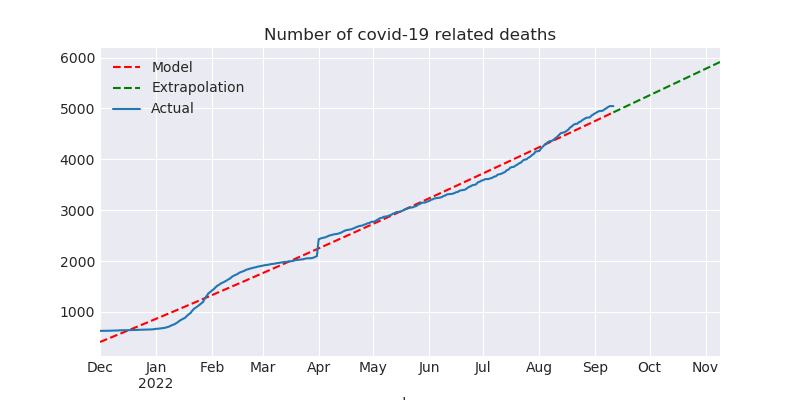 Number of covid-19 related deaths
6000
5000
4000
3000
2000
1000
Model
Extrapolation
Actual
Dec Jan Feb Mar Apr May Jun Jul Aug Sep Oct Nov
2022